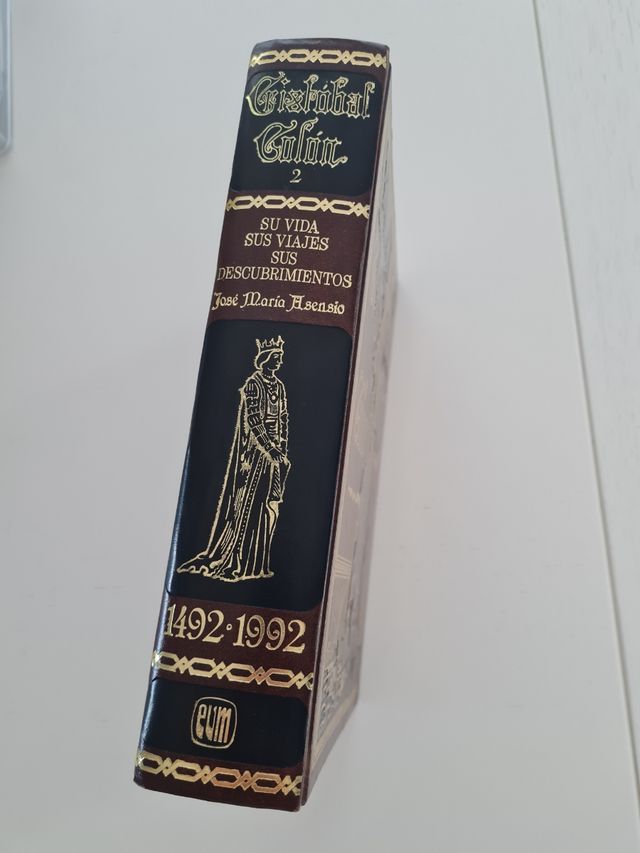 Cristóbal
Colón
2
SU VIDA
SUS VIAJES
SUS
DESCUBRIMIENTOS
José María Asensio
1492·1992
eum